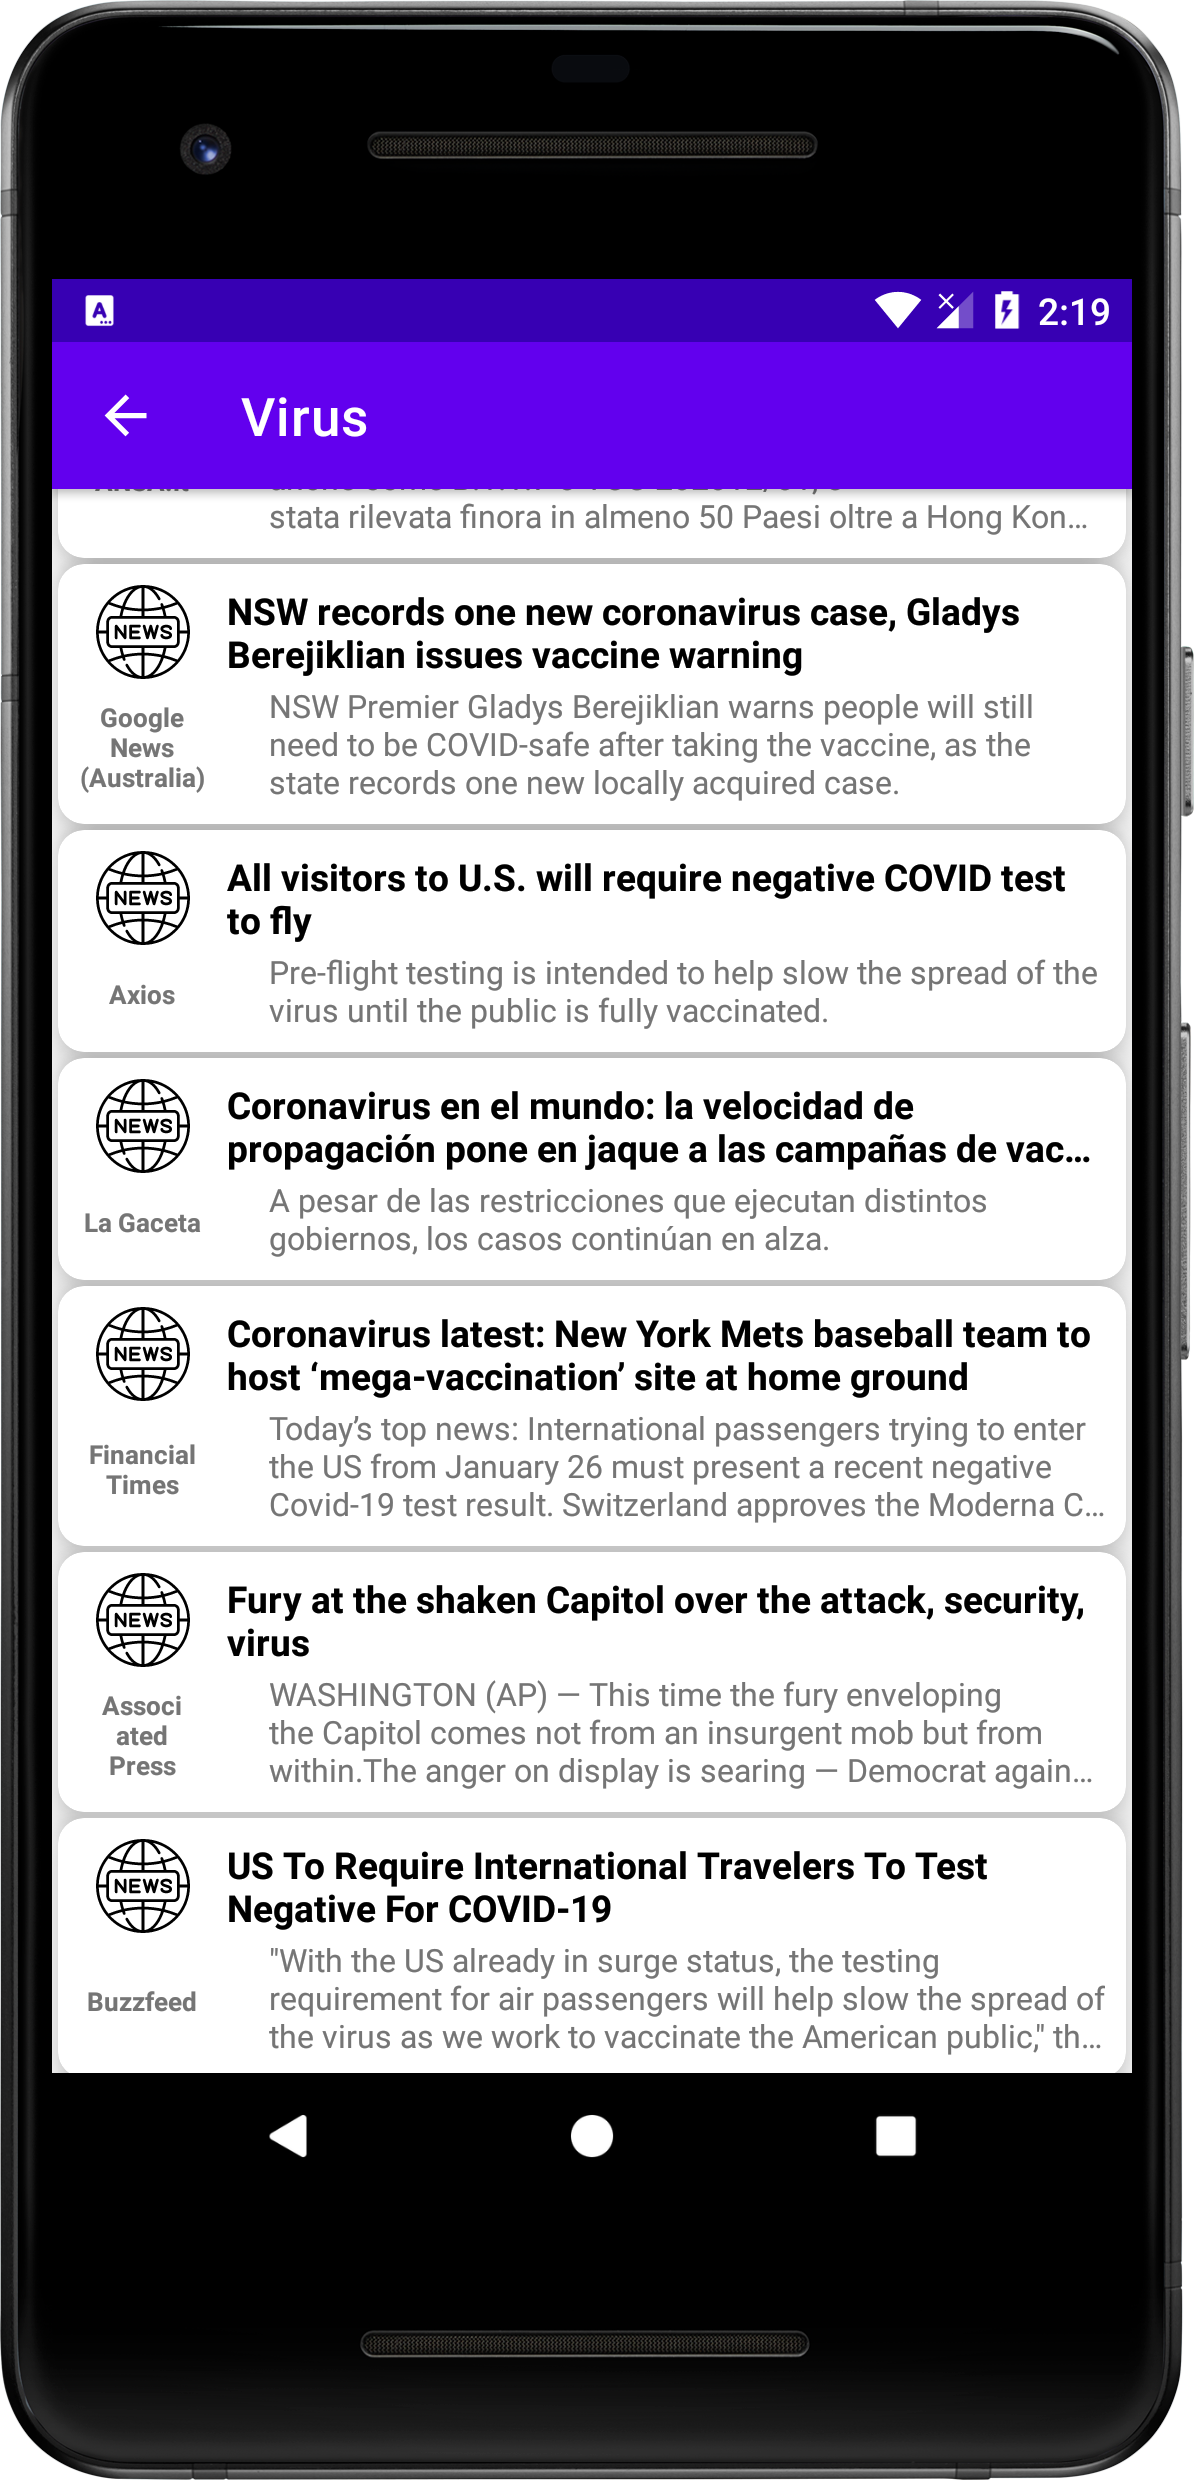 A
2:19
Virus
stata rilevata finora in almeno 50 Paesi oltre a Hong Kon...
NEWS
Google
News
(Australia)
NSW records one new coronavirus case, Gladys
Berejiklian issues vaccine warning
NSW Premier Gladys Berejiklian warns people will still
need to be COVID-safe after taking the vaccine, as the
state records one new locally acquired case.
NEWS
Axios
All visitors to U.S. will require negative COVID test
to fly
Pre-flight testing is intended to help slow the spread of the
virus until the public is fully vaccinated.
NEWS
La Gaceta
Coronavirus en el mundo: la velocidad de
propagación pone en jaque a las campañas de vac...
A pesar de las restricciones que ejecutan distintos
gobiernos, los casos continúan en alza.
NEWS
Financial
Times
Coronavirus latest: New York Mets baseball team to
host ‘mega-vaccination’ site at home ground
Today’s top news: International passengers trying to enter
the US from January 26 must present a recent negative
Covid-19 test result. Switzerland approves the Moderna C...
NEWS
Associ
ated
Press
Fury at the shaken Capitol over the attack, security,
virus
WASHINGTON (AP) — This time the fury enveloping
the Capitol comes not from an insurgent mob but from
within.The anger on display is searing — Democrat again...
NEWS
Buzzfeed
US To Require International Travelers To Test
Negative For COVID-19
"With the US already in surge status, the testing
requirement for air passengers will help slow the spread of
the virus as we work to vaccinate the American public," th...